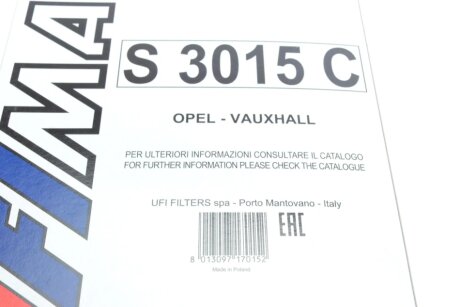 FIMA
S 3015 C
OPEL - VAUXHALL
PER ULTERIORI INFORMAZIONI CONSULTARE IL CATALOGO
FOR FURTHER INFORMATION PLEASE CHECK THE CATALOGUE
UFI FILTERS spa - Porto Mantovano - Italy
EAC
8 013097 170152
Made in Poland